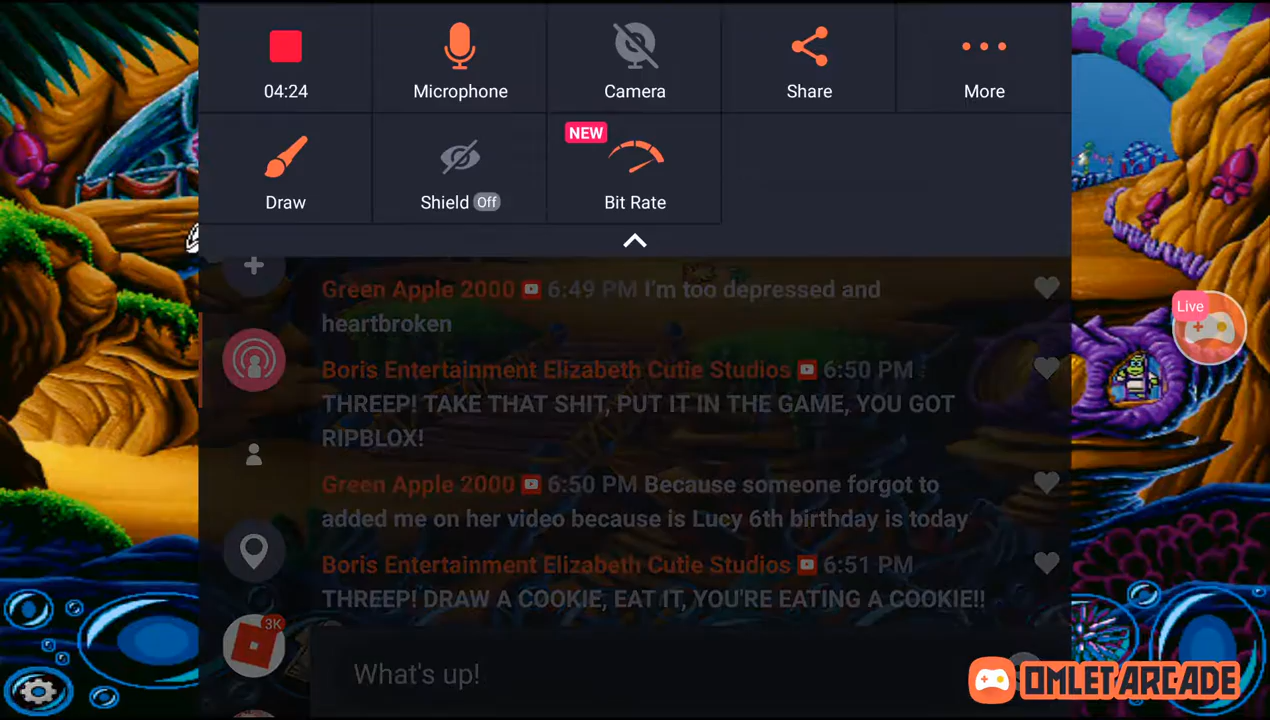 04:24
Microphone
Camera
Share
More
Draw
Shield Off
NEW
Bit Rate
Green Apple 2000 6:49 PM I'm too depressed and
heartbroken
Boris Entertainment Elizabeth Cutie Studios 6:50 PM
THREEP! TAKE THAT SHIT, PUT IT IN THE GAME, YOU GOT
RIPBLOX!
Green Apple 2000 6:50 PM Because someone forgot to
added me on her video because is Lucy 6th birthday is today
Boris Entertainment Elizabeth Cutie Studios 6:51 PM
THREEP! DRAW A COOKIE, EAT IT, YOU'RE EATING A COOKIE!!
3K
What's up!
Live
OMLET ARCADE